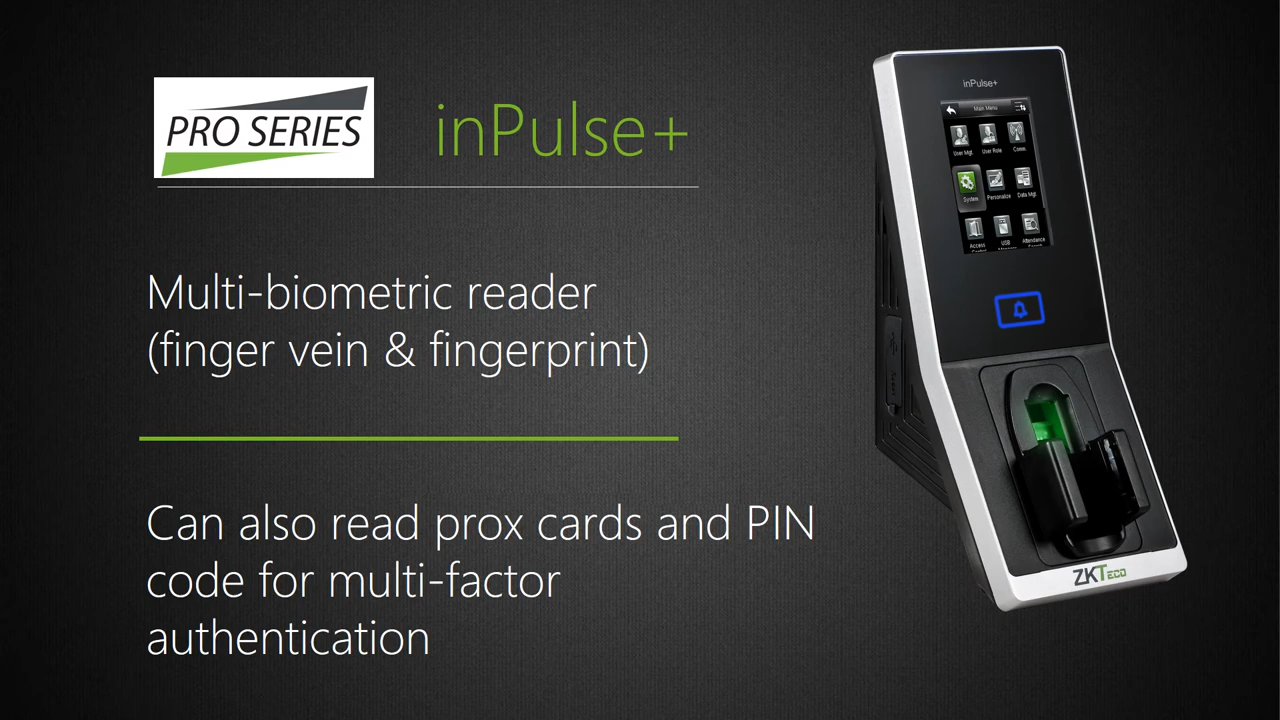 PRO SERIES
inPulse+
Multi-biometric reader
(finger vein & fingerprint)
Can also read prox cards and PIN
code for multi-factor
authentication
inPulse+
Main Menu
User Mgt.
User Role
Comm.
System
Personalize
Data Mgt.
Access
USB
Attendance
ZKTECO